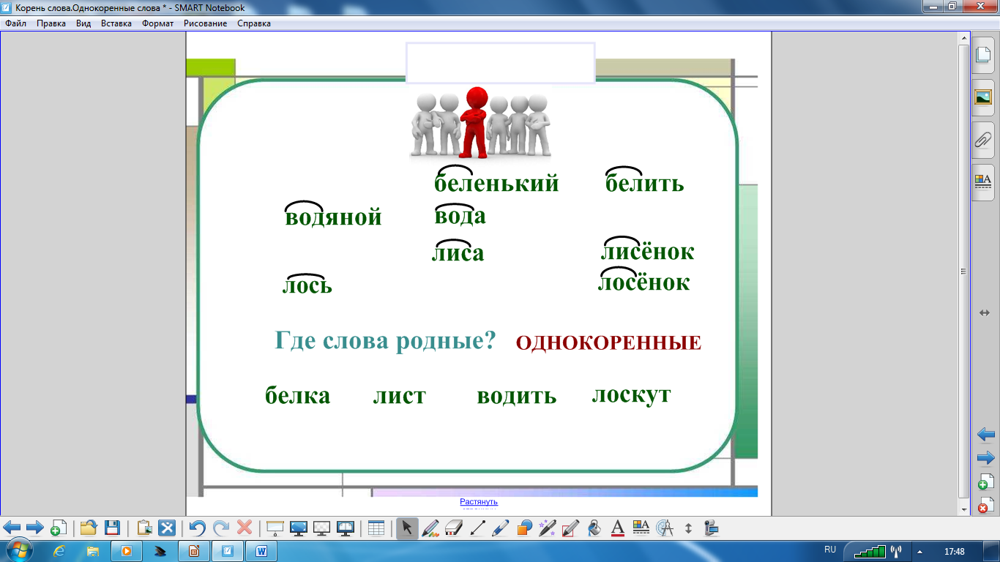 Корень слова.Однокоренные слова * - SMART Notebook
Файл Правка Вид Вставка Формат Рисование Справка
беленький белить
водяной вода
лиса лисёнок
лось лосёнок
Где слова родные? ОДНОКОРЕННЫЕ
белка лист водить лоскут
Растянуть
RU 17:48